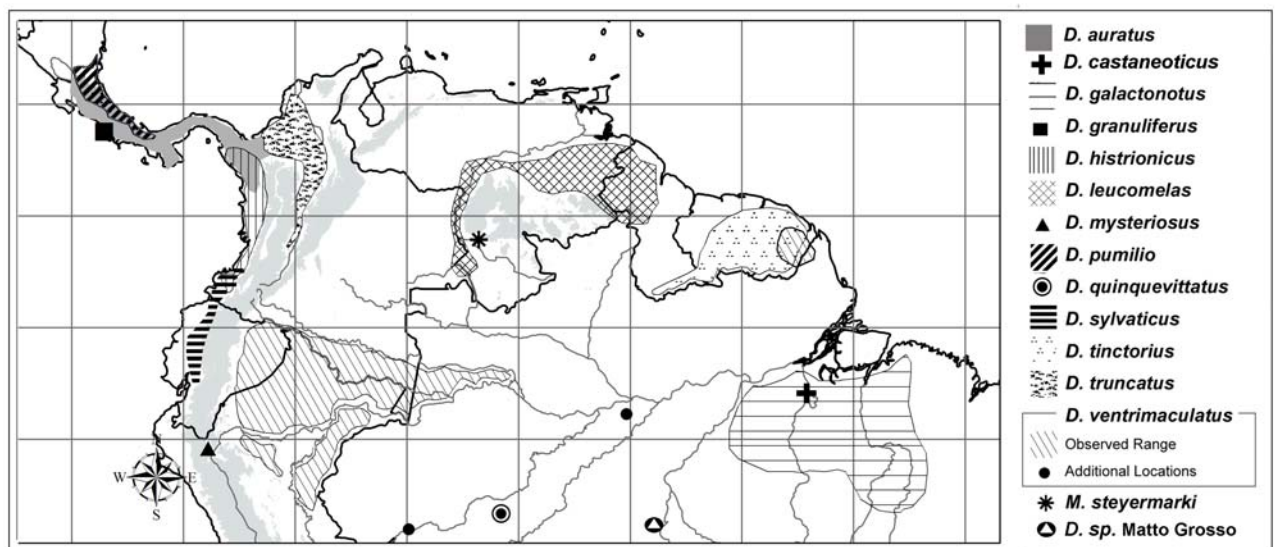 D. auratus
D. castaneoticus
D. galactonotus
D. granuliferus
D. histrionicus
D. leucomelas
D. mysteriosus
D. pumilio
D. quinquevittatus
D. sylvaticus
D. tinctorius
D. truncatus
D. ventrimaculatus
Observed Range
Additional Locations
M. steyermarki
D. sp. Matto Grosso
W E
S